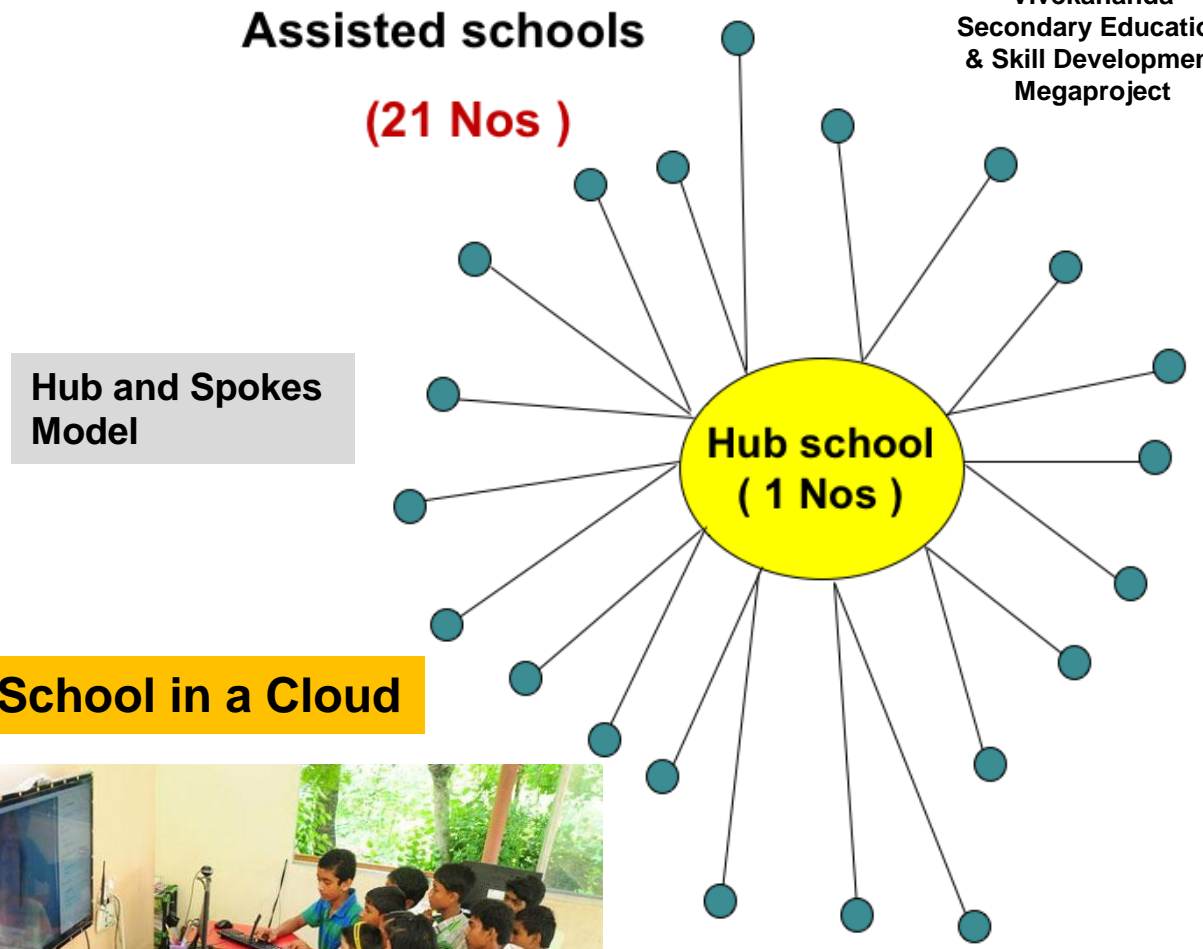 Assisted schools
(21 Nos )
Secondary Educatio
& Skill Developmen
Megaproject
Hub and Spokes
Model
Hub school
( 1 Nos )
School in a Cloud